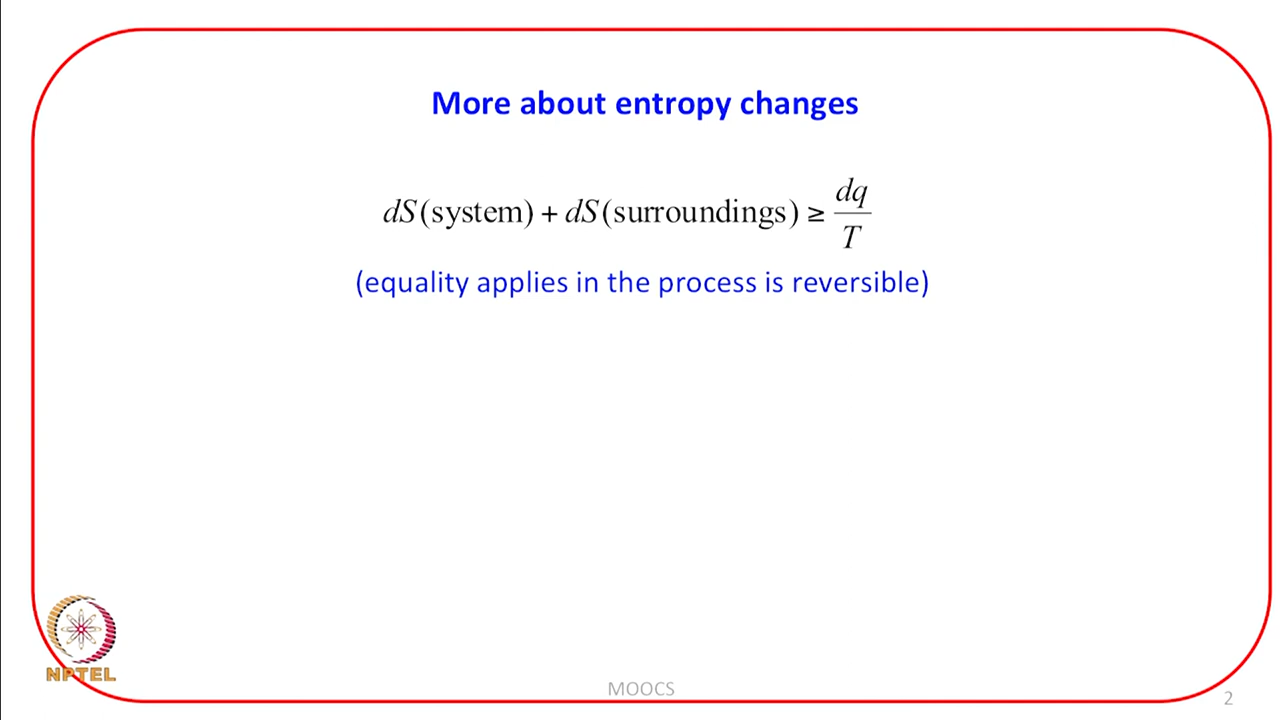 More about entropy changes
dS(system) + dS(surroundings) ≥ dq/T
(equality applies in the process is reversible)
NPTEL
MOOCS
2